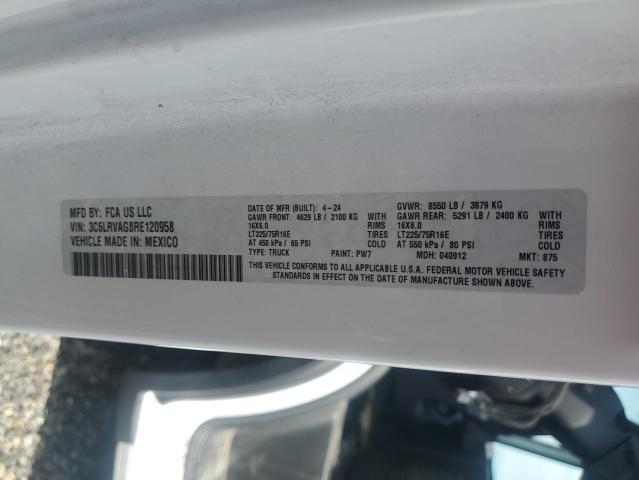 MFD BY: FCA US LLC
VIN: 3C6LRVAG8RE120958
VEHICLE MADE IN: MEXICO
DATE OF MFR (BUILT): 4-24
GAWR FRONT: 4629 LB / 2100 KG
16X6.0 RIMS
LT225/75R16E TIRES
AT 450 kPa / 65 PSI COLD
TYPE: TRUCK PAINT: PW7
GVWR: 8550 LB / 3879 KG
GAWR REAR: 5291 LB / 2400 KG
16X6.0 RIMS
LT225/75R16E TIRES
AT 550 kPa / 80 PSI COLD
MDH: 040912 MKT: 875
THIS VEHICLE CONFORMS TO ALL APPLICABLE U.S.A. FEDERAL MOTOR VEHICLE SAFETY
STANDARDS IN EFFECT ON THE DATE OF MANUFACTURE SHOWN ABOVE.